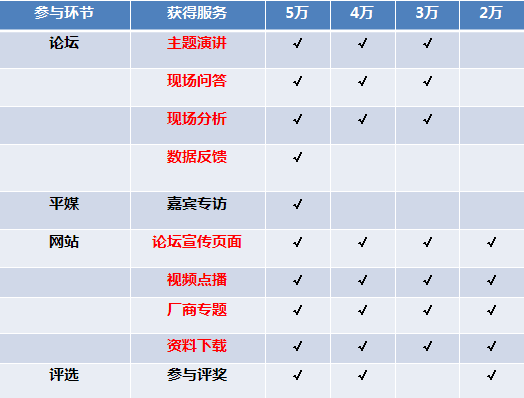 参与环节 获得服务 5万 4万 3万 2万
论坛 主题演讲 √ √ √
现场问答 √ √ √
现场分析 √ √ √
数据反馈 √
平媒 嘉宾专访 √
网站 论坛宣传页面 √ √ √ √
视频点播 √ √ √ √
厂商专题 √ √ √ √
资料下载 √ √ √ √
评选 参与评奖 √ √ √